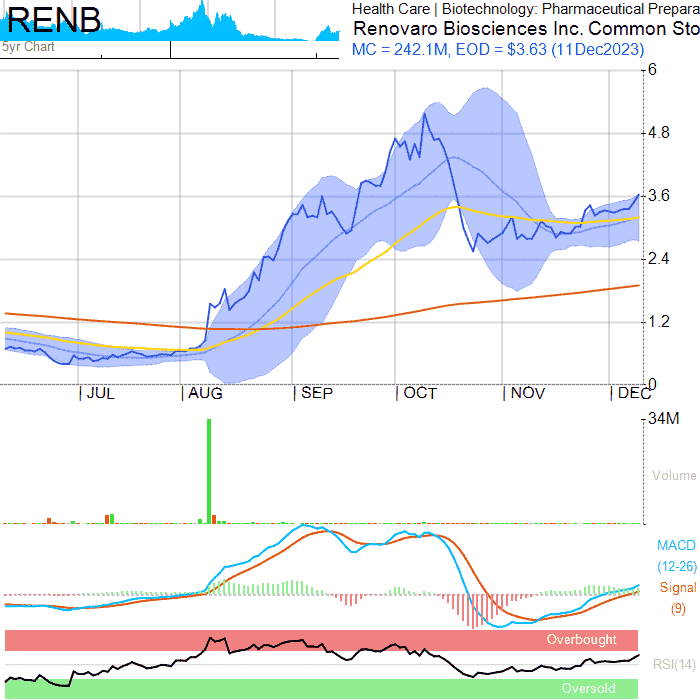 RENB
5yr Chart
Health Care | Biotechnology: Pharmaceutical Prepara
Renovaro Biosciences Inc. Common Sto
MC = 242.1M, EOD = $3.63 (11Dec2023)
6
4.8
3.6
2.4
1.2
0
JUL
AUG
SEP
OCT
NOV
DEC
34M
Volume
MACD
(12-26)
Signal
(9)
Overbought
RSI(14)
Oversold